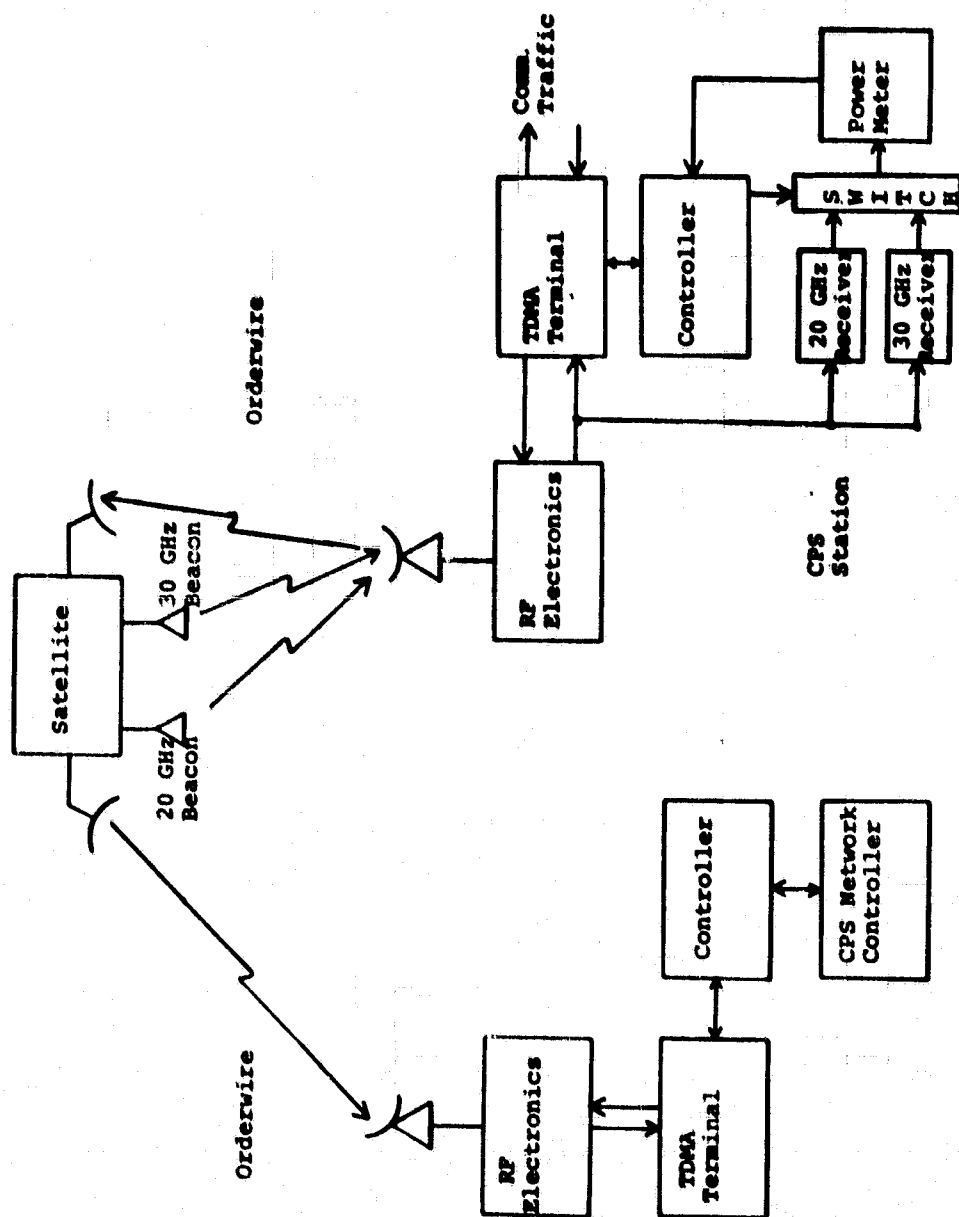 Satellite
20 GHz
Beacon
30 GHz
Beacon
Orderwire
Orderwire
RF
Electronics
TDMA
Terminal
Controller
CPS Network
Controller
RF
Electronics
TDMA
Terminal
Comm.
Traffic
Controller
20 GHz
Receiver
30 GHz
Receiver
SWITCH
Power
Meter
CPS
Station